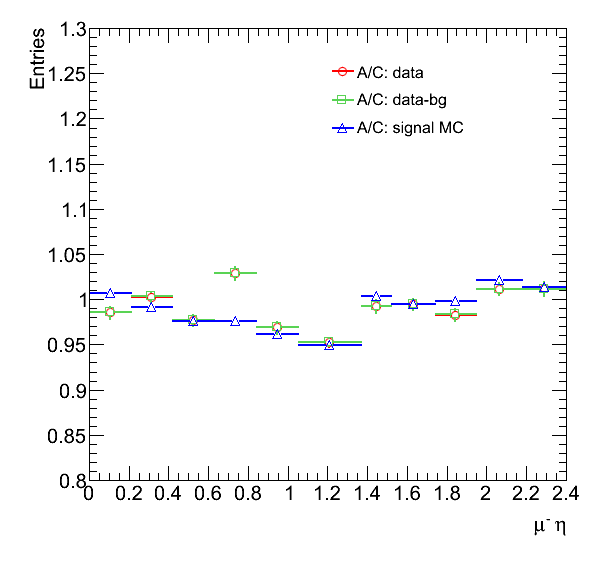 Entries
1.3
1.25
1.2
1.15
1.1
1.05
1
0.95
0.9
0.85
0.8
A/C: data
A/C: data-bg
A/C: signal MC
0 0.2 0.4 0.6 0.8 1 1.2 1.4 1.6 1.8 2 2.2 2.4
μ⁻ η